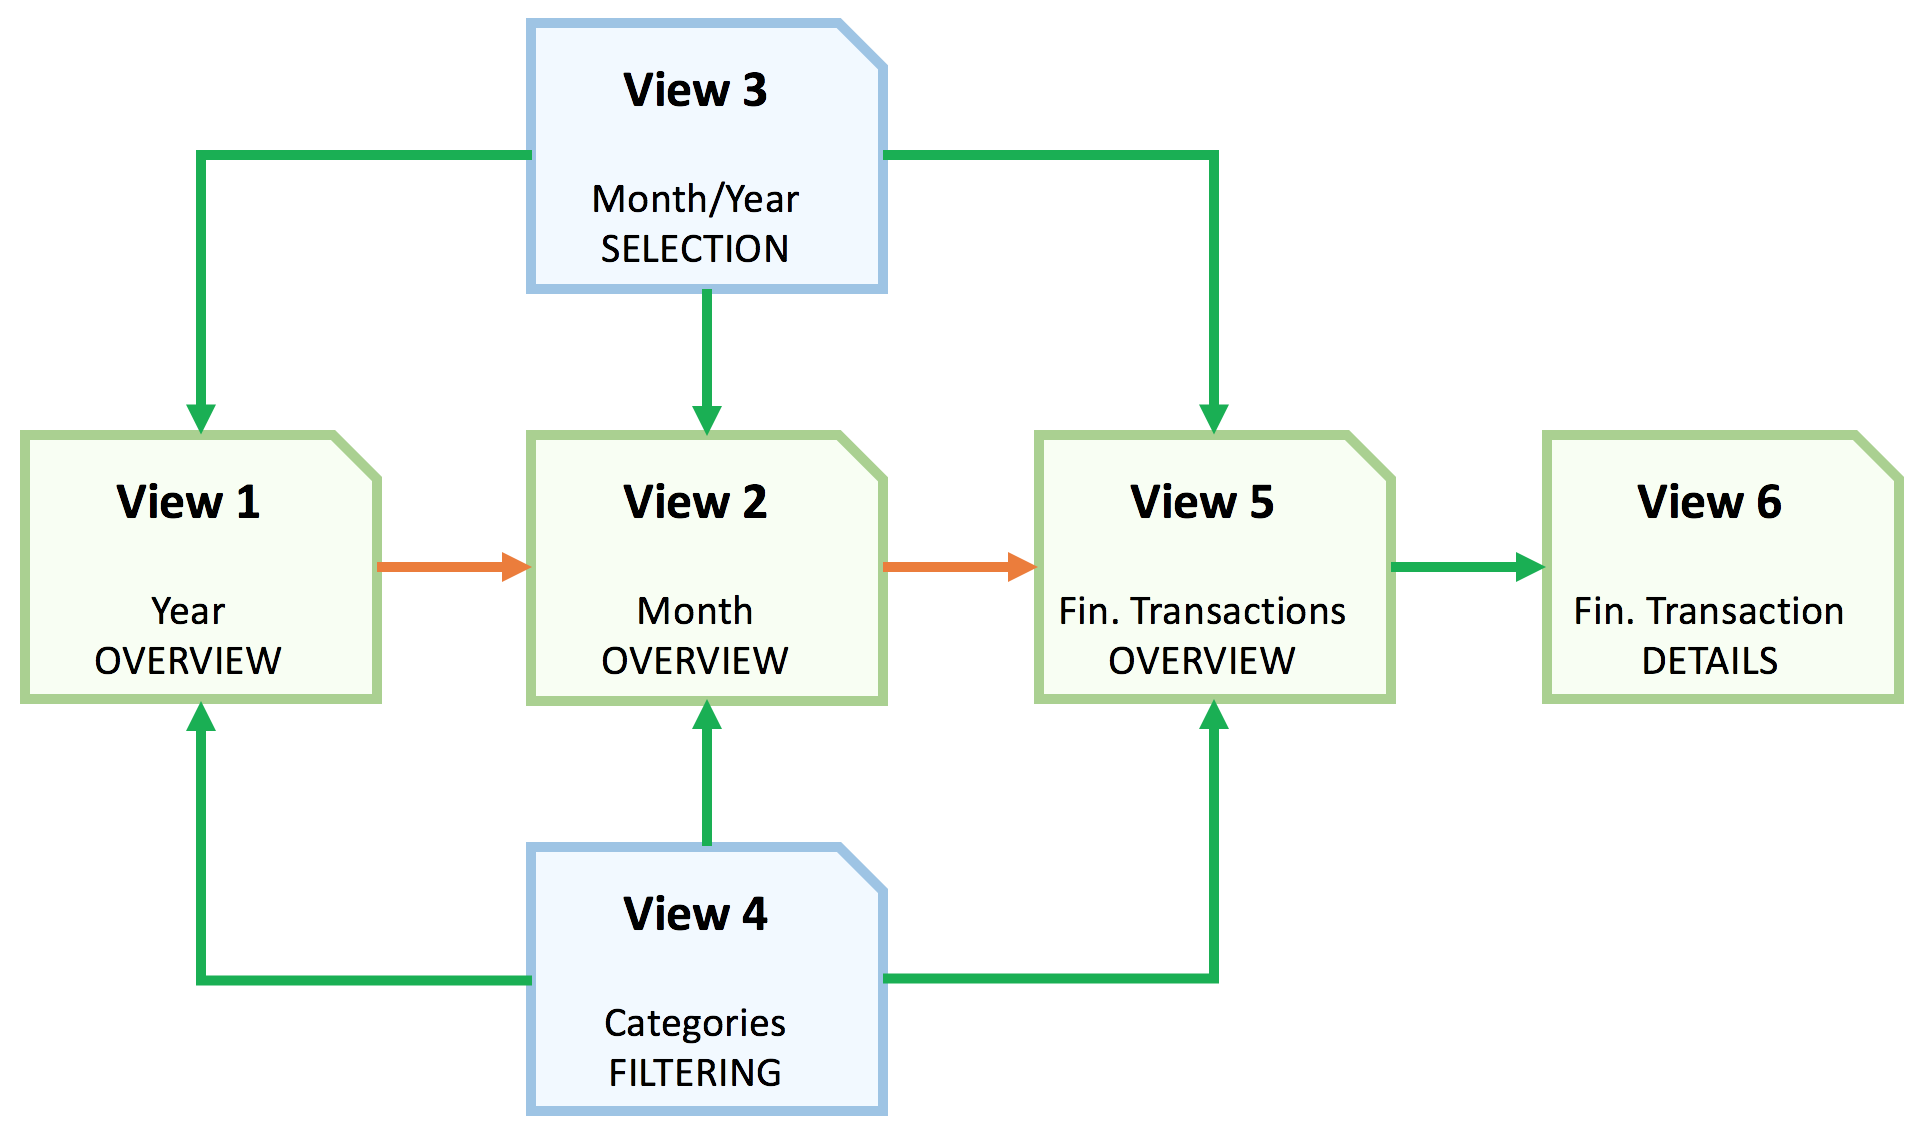 View 3
Month/Year
SELECTION
View 1
Year
OVERVIEW
View 2
Month
OVERVIEW
View 5
Fin. Transactions
OVERVIEW
View 6
Fin. Transaction
DETAILS
View 4
Categories
FILTERING